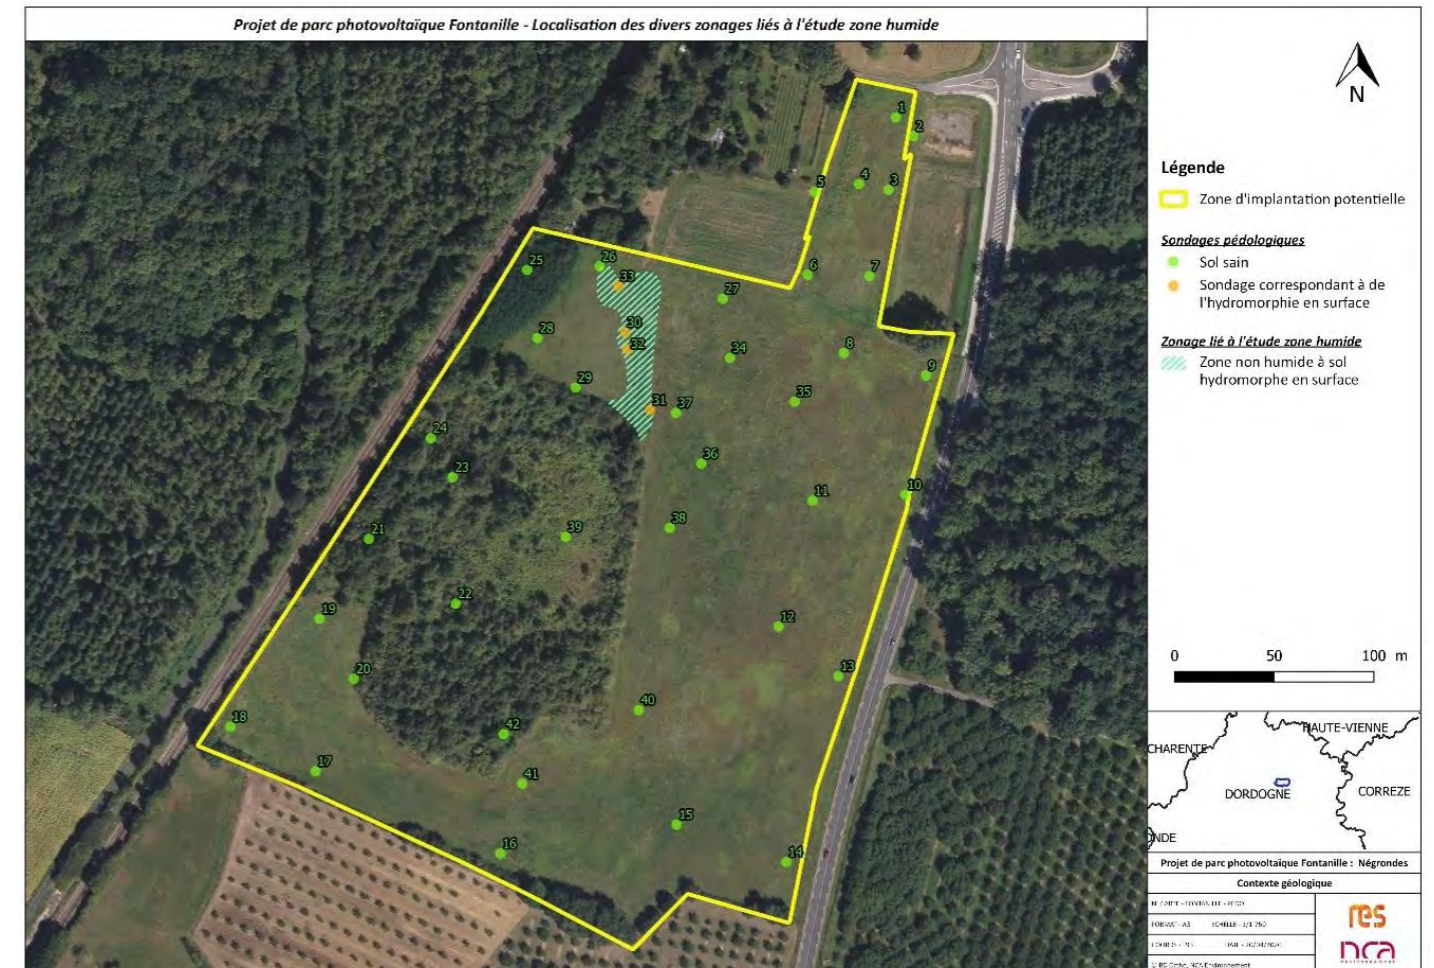 Projet de parc photovoltaïque Fontanille - Localisation des divers zonages liés à l'étude zone humide
N
Légende
Zone d'implantation potentielle
Sondages pédologiques
Sol sain
Sondage correspondant à de
l'hydromorphie en surface
Zonage lié à l'étude zone humide
Zone non humide à sol
hydromorphe en surface
1
2
3
4
5
6
7
8
9
10
11
12
13
14
15
16
17
18
19
20
21
22
23
24
25
26
27
28
29
30
31
32
33
34
35
36
37
38
39
40
41
42
0 50 100 m
HAUTE-VIENNE
CHARENTE
DORDOGNE
CORREZE
NDE
Projet de parc photovoltaïque Fontanille : Négrondes
Contexte géologique
FORMAT - A3
res
nca